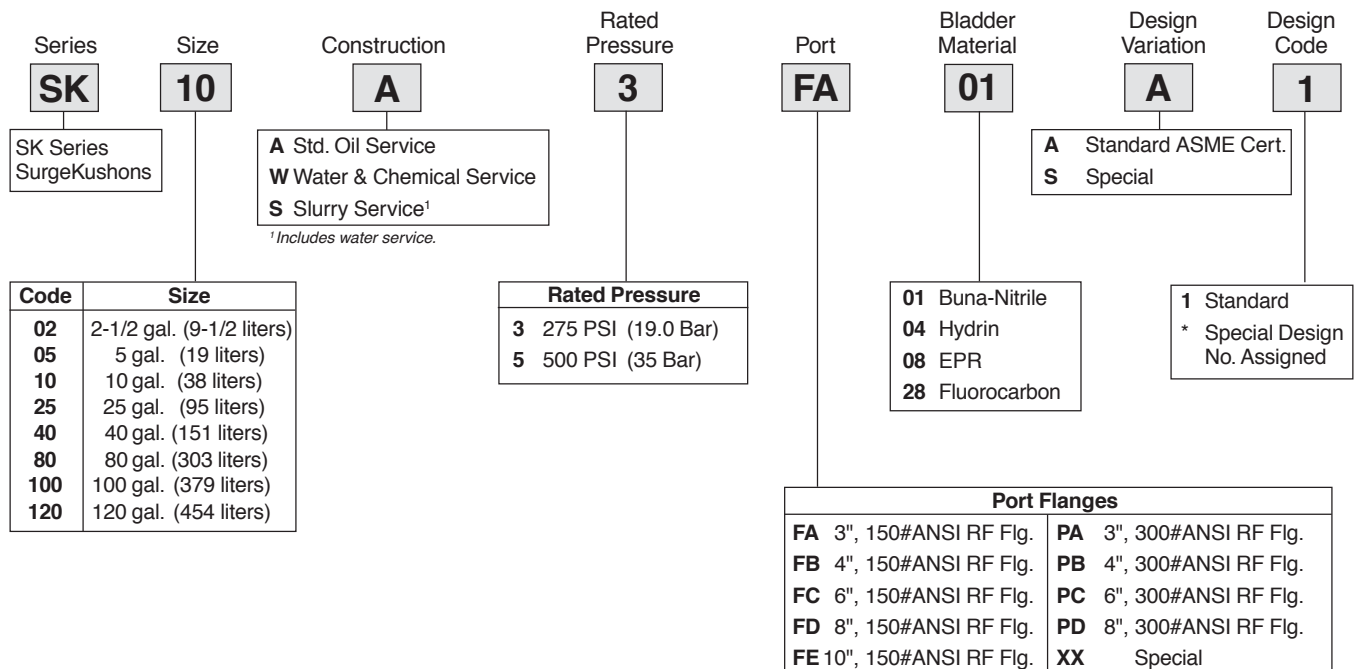 Series Size Construction Rated Pressure Port Bladder Material Design Variation Design Code
SK 10 A 3 FA 01 A 1
SK Series
SurgeKushons
A Std. Oil Service
W Water & Chemical Service
S Slurry Service¹
¹Includes water service.
A Standard ASME Cert.
S Special
Code Size
02 2-1/2 gal. (9-1/2 liters)
05 5 gal. (19 liters)
10 10 gal. (38 liters)
25 25 gal. (95 liters)
40 40 gal. (151 liters)
80 80 gal. (303 liters)
100 100 gal. (379 liters)
120 120 gal. (454 liters)
Rated Pressure
3 275 PSI (19.0 Bar)
5 500 PSI (35 Bar)
01 Buna-Nitrile
04 Hydrin
08 EPR
28 Fluorocarbon
1 Standard
* Special Design
No. Assigned
Port Flanges
FA 3", 150#ANSI RF Flg. PA 3", 300#ANSI RF Flg.
FB 4", 150#ANSI RF Flg. PB 4", 300#ANSI RF Flg.
FC 6", 150#ANSI RF Flg. PC 6", 300#ANSI RF Flg.
FD 8", 150#ANSI RF Flg. PD 8", 300#ANSI RF Flg.
FE 10", 150#ANSI RF Flg. XX Special